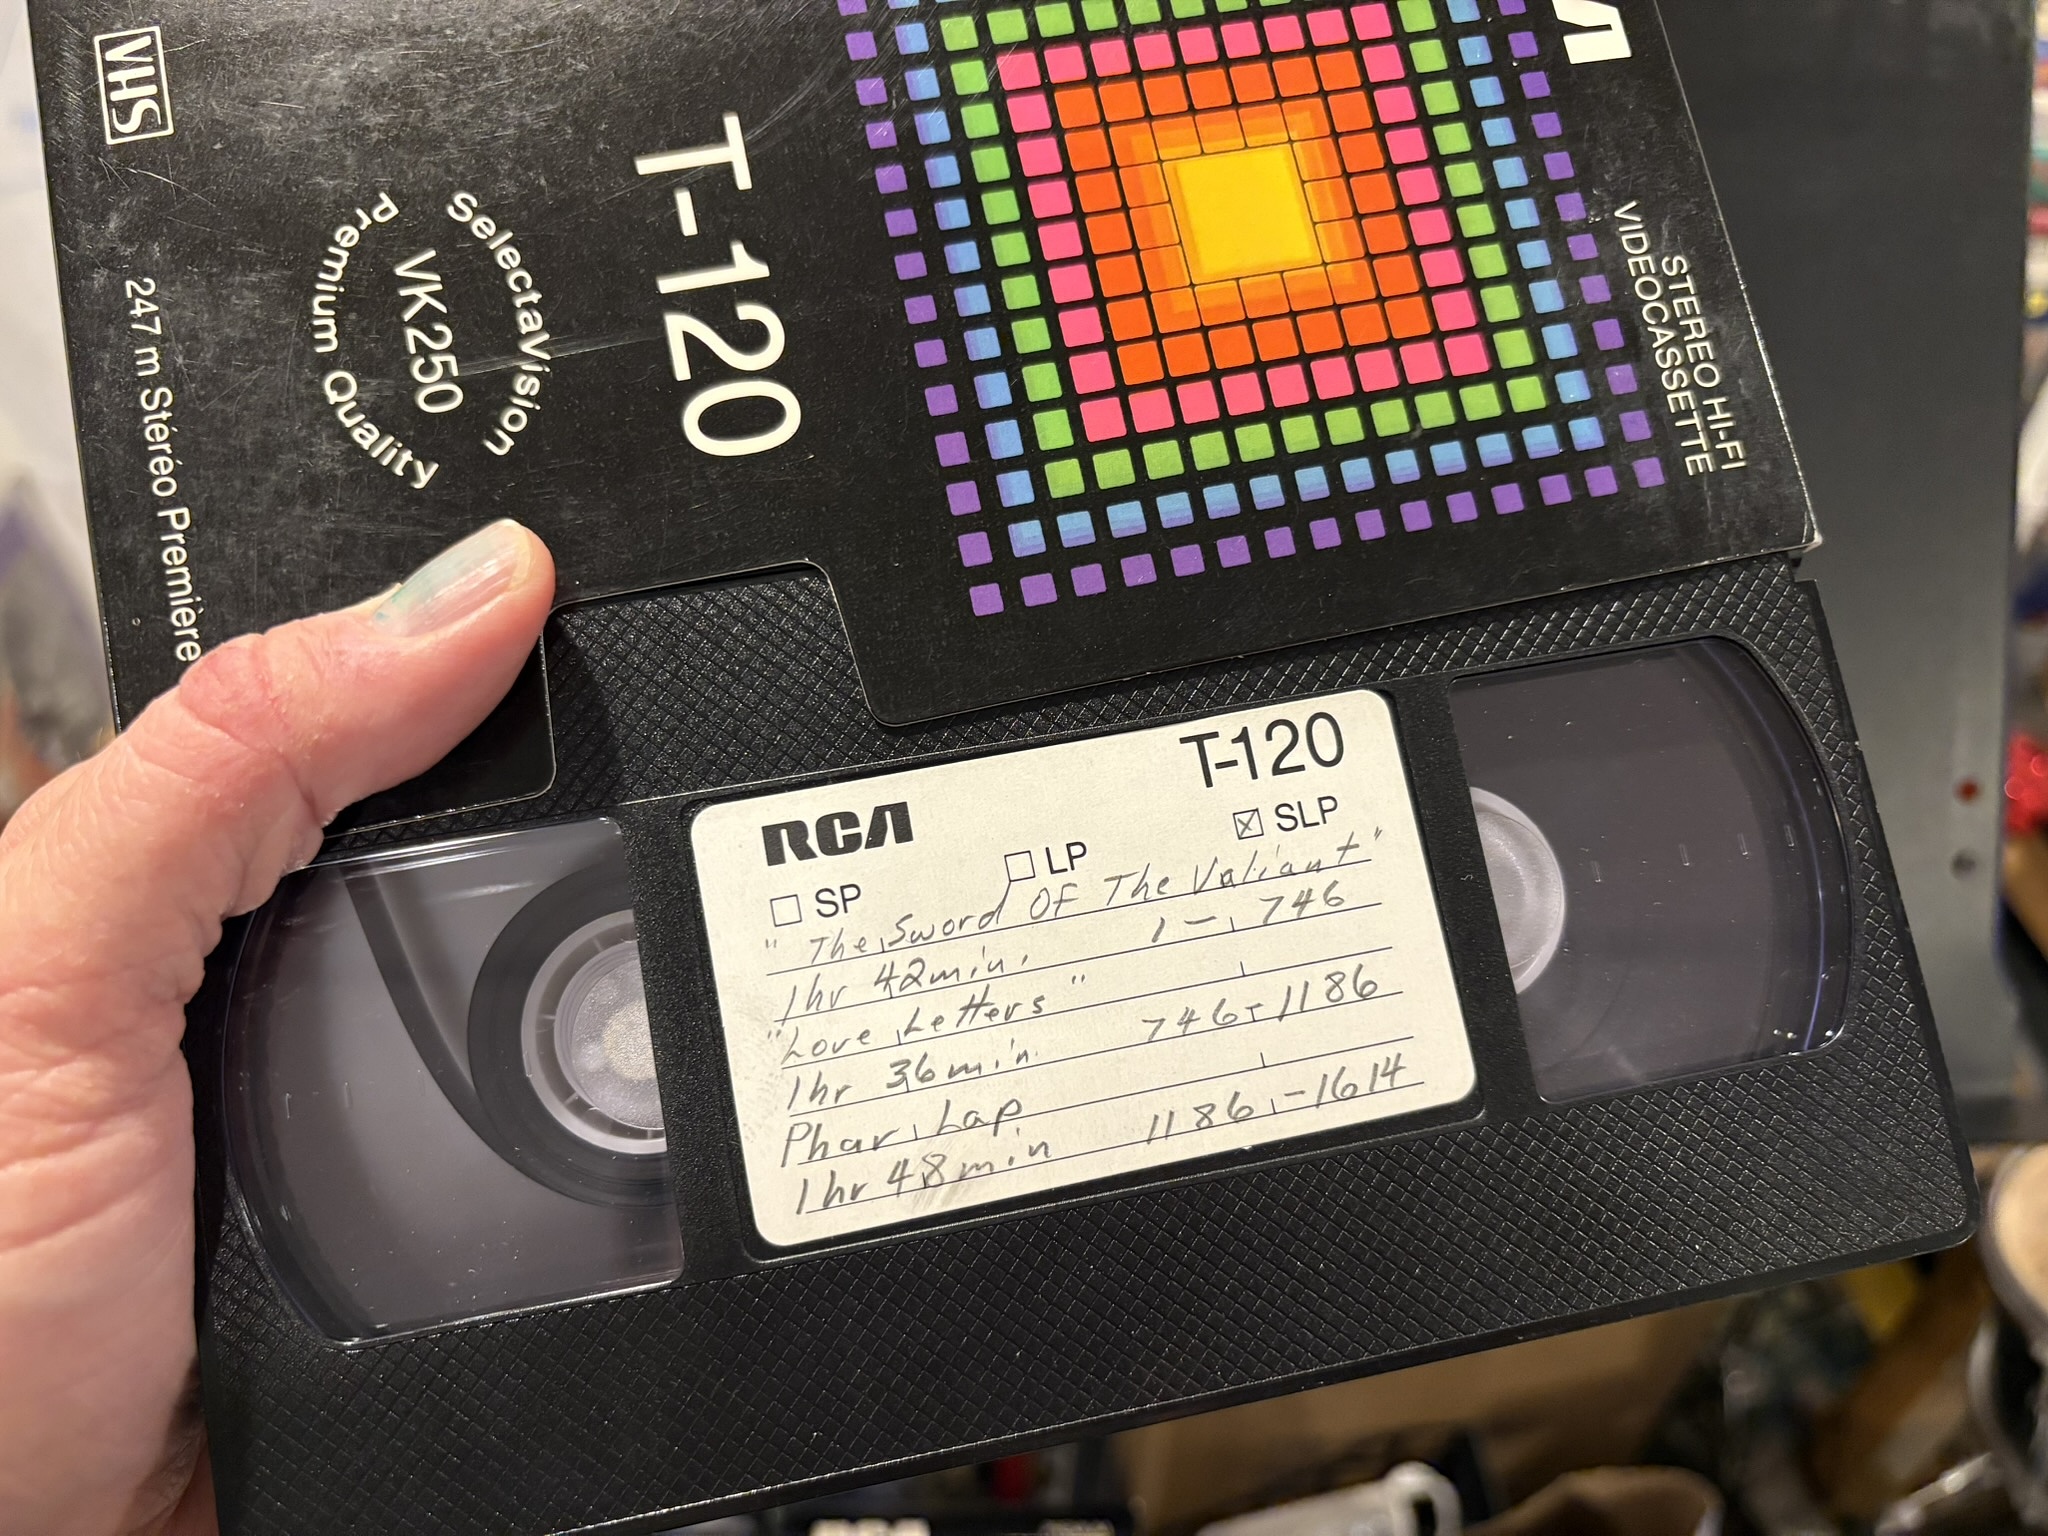 VHS
T-120
SelectaVision
VK250
Premium Quality
247 m Stéréo Première
STEREO HI-FI
VIDEOCASSETTE
RCA
T-120
SP
LP
SLP
"The Sword OF The Valiant"
1hr 42min. 1 - 746
"Love Letters"
1hr 36min. 746-1186
Phar Lap
1hr 48min 1186-1614